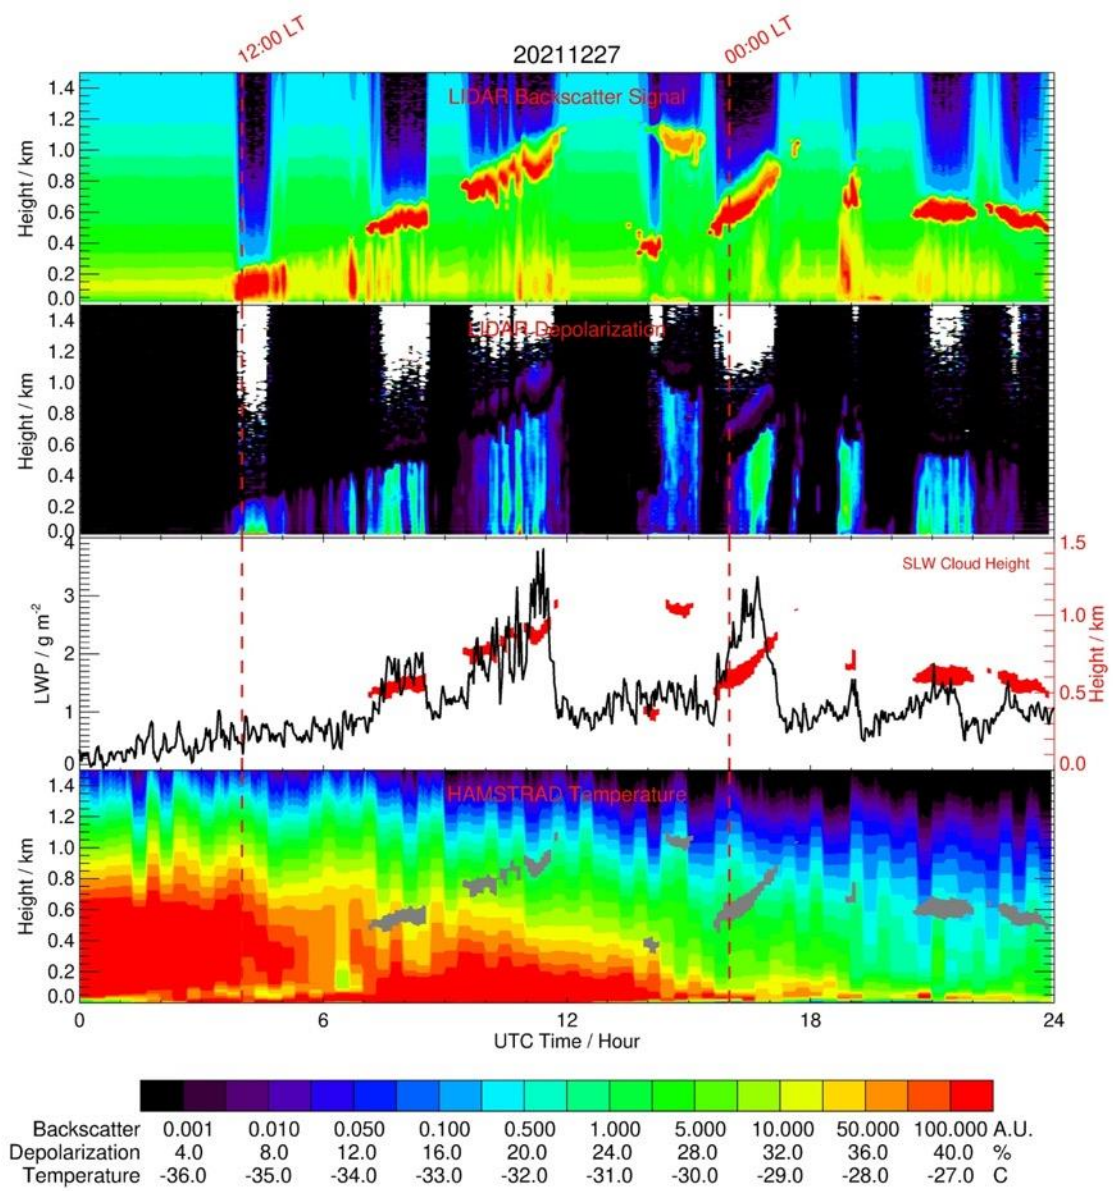 12:00 LT
00:00 LT
20211227
LIDAR Backscatter Signal
Height / km
1.4
1.2
1.0
0.8
0.6
0.4
0.2
0.0
LIDAR Depolarization
Height / km
1.4
1.2
1.0
0.8
0.6
0.4
0.2
0.0
SLW Cloud Height
LWP / g m-2
4
3
2
1
0
1.5
1.0
0.5
0.0
Height / km
HAMSTRAD Temperature
Height / km
1.4
1.2
1.0
0.8
0.6
0.4
0.2
0.0
0 6 12 18 24
UTC Time / Hour
Backscatter 0.001 0.010 0.050 0.100 0.500 1.000 5.000 10.000 50.000 100.000 A.U.
Depolarization 4.0 8.0 12.0 16.0 20.0 24.0 28.0 32.0 36.0 40.0 %
Temperature -36.0 -35.0 -34.0 -33.0 -32.0 -31.0 -30.0 -29.0 -28.0 -27.0 C